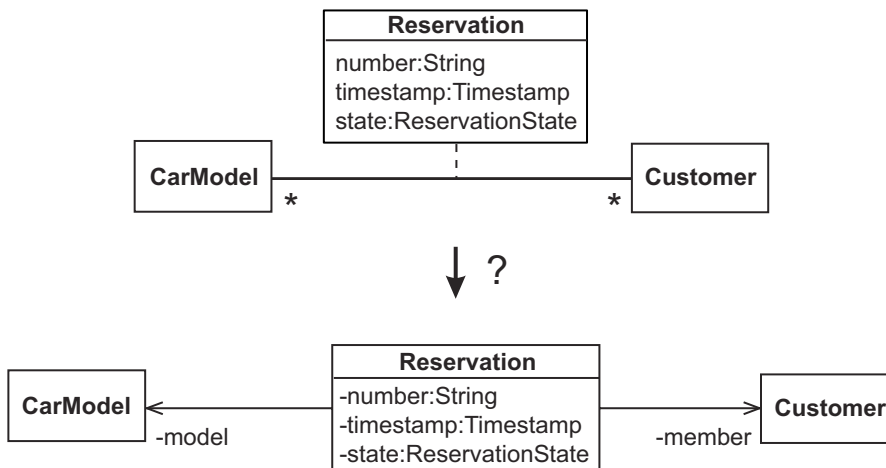 Reservation
number:String
timestamp:Timestamp
state:ReservationState
CarModel
Customer
*
*
?
Reservation
-number:String
-timestamp:Timestamp
-state:ReservationState
CarModel
Customer
-model
-member